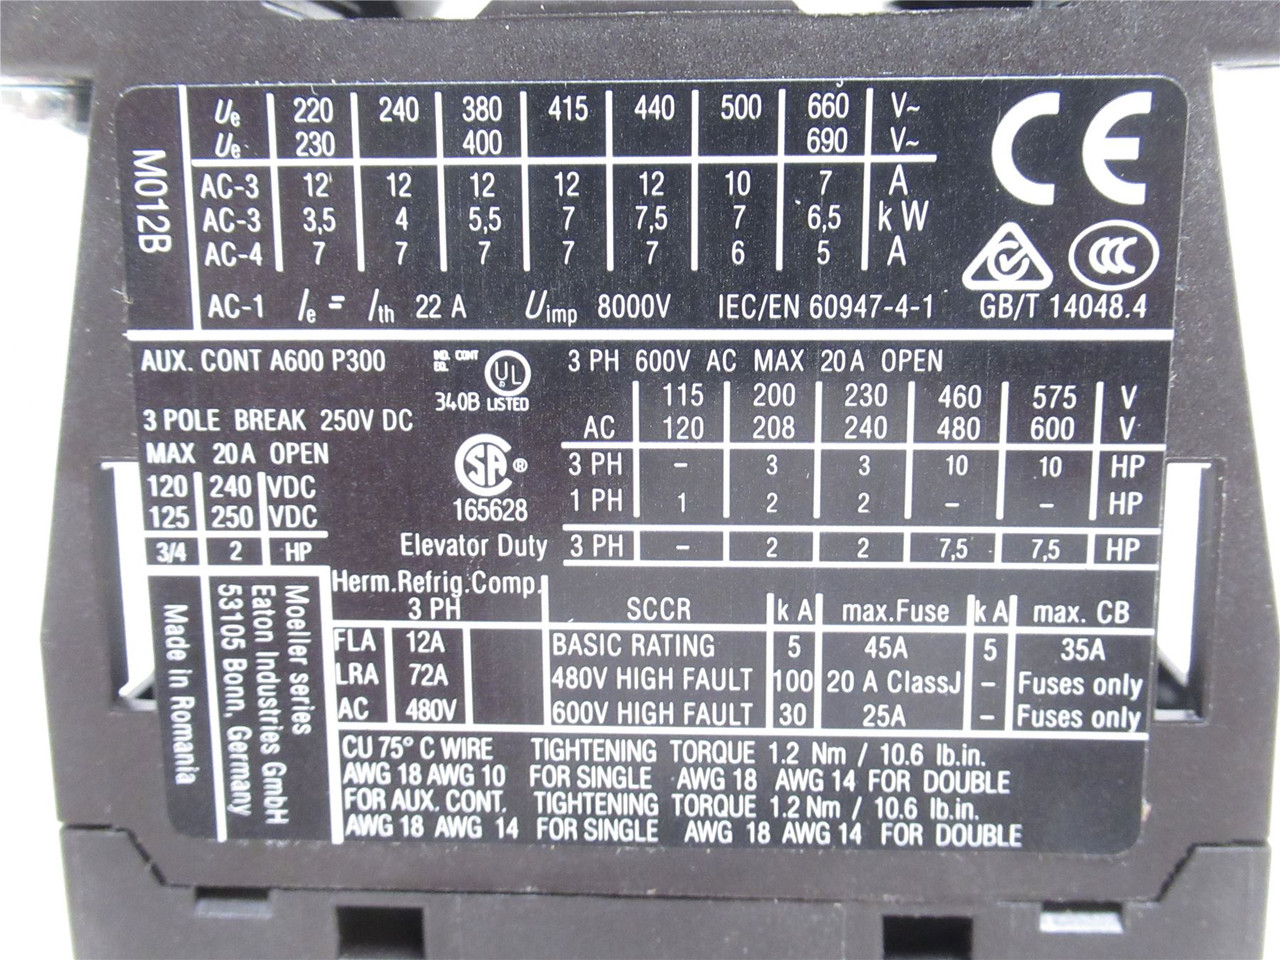 M012B
Ue 220 240 380 415 440 500 660 V~
Ue 230 400 690 V~
AC-3 12 12 12 12 12 10 7 A
AC-3 3,5 4 5,5 7 7,5 7 6,5 kW
AC-4 7 7 7 7 7 6 5 A
AC-1 Ie = Ith 22 A Uimp 8000V IEC/EN 60947-4-1 GB/T 14048.4
CE
CCC
AUX. CONT A600 P300
IND. CONT
EQ.
UL
34.0B LISTED
3 POLE BREAK 250V DC
MAX 20A OPEN
120 240 VDC
125 250 VDC
3/4 2 HP
SA ®
165628
3 PH 600V AC MAX 20A OPEN
115 200 230 460 575 V
AC 120 208 240 480 600 V
3 PH – 3 3 10 10 HP
1 PH 1 2 2 – – HP
Elevator Duty 3 PH – 2 2 7,5 7,5 HP
Made in Romania
Moeller series
Eaton Industries GmbH
53105 Bonn, Germany
Herm.Refrig.Comp.
3 PH
FLA 12A
LRA 72A
AC 480V
SCCR kA max.Fuse kA max. CB
BASIC RATING 5 45A 5 35A
480V HIGH FAULT 100 20 A ClassJ – Fuses only
600V HIGH FAULT 30 25A – Fuses only
CU 75° C WIRE TIGHTENING TORQUE 1.2 Nm / 10.6 lb.in.
AWG 18 AWG 10 FOR SINGLE AWG 18 AWG 14 FOR DOUBLE
FOR AUX. CONT. TIGHTENING TORQUE 1.2 Nm / 10.6 lb.in.
AWG 18 AWG 14 FOR SINGLE AWG 18 AWG 14 FOR DOUBLE